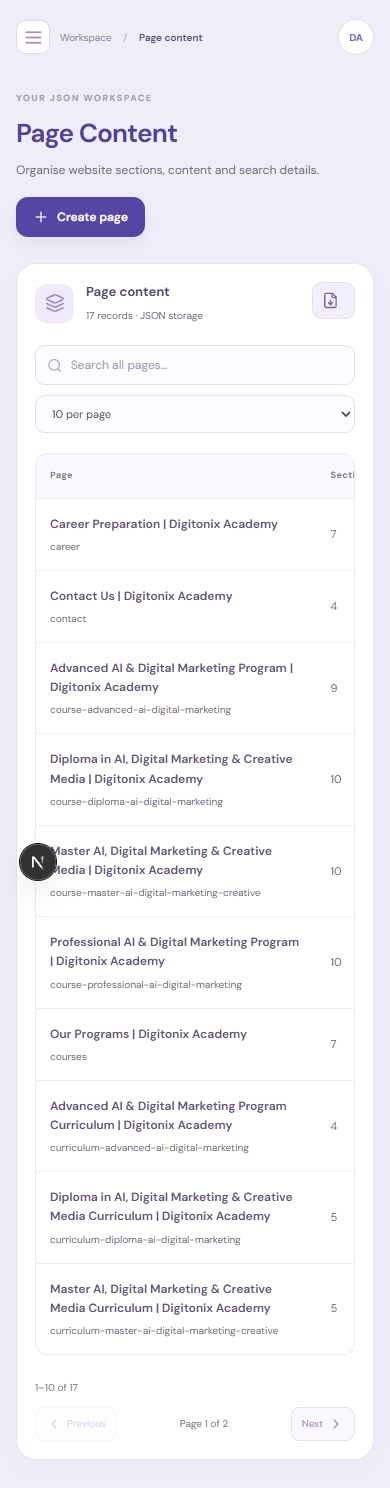 Workspace / Page content
DA
YOUR JSON WORKSPACE
Page Content
Organise website sections, content and search details.
Create page
Page content
17 records · JSON storage
Search all pages...
10 per page
Page Secti
Career Preparation | Digitonix Academy
career
7
Contact Us | Digitonix Academy
contact
4
Advanced AI & Digital Marketing Program |
Digitonix Academy
course-advanced-ai-digital-marketing
9
Diploma in AI, Digital Marketing & Creative
Media | Digitonix Academy
course-diploma-ai-digital-marketing
10
N
Master AI, Digital Marketing & Creative
Media | Digitonix Academy
course-master-ai-digital-marketing-creative
10
Professional AI & Digital Marketing Program
| Digitonix Academy
course-professional-ai-digital-marketing
10
Our Programs | Digitonix Academy
courses
7
Advanced AI & Digital Marketing Program
Curriculum | Digitonix Academy
curriculum-advanced-ai-digital-marketing
4
Diploma in AI, Digital Marketing & Creative
Media Curriculum | Digitonix Academy
curriculum-diploma-ai-digital-marketing
5
Master AI, Digital Marketing & Creative
Media Curriculum | Digitonix Academy
curriculum-master-ai-digital-marketing-creative
5
1–10 of 17
Previous
Page 1 of 2
Next